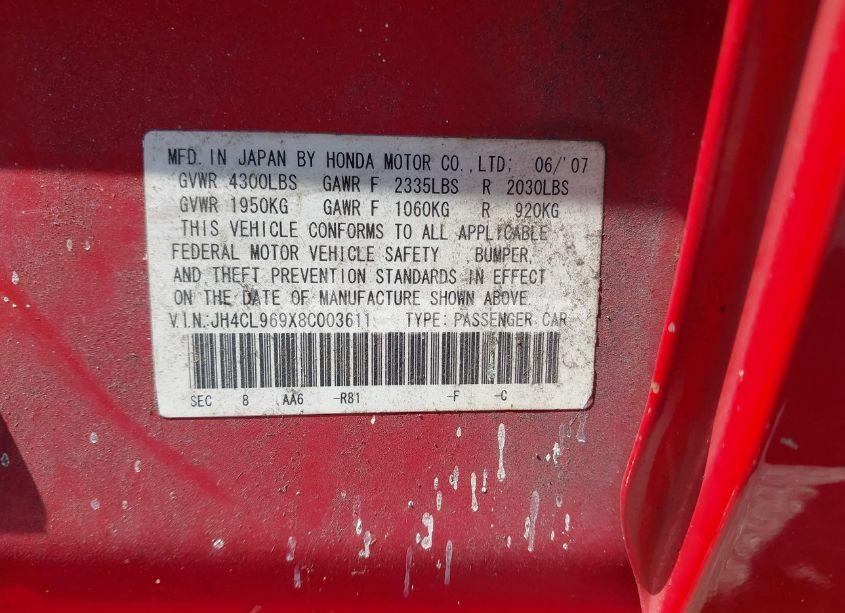 MFD. IN JAPAN BY HONDA MOTOR CO.,LTD; 06/'07
GVWR 4300LBS GAWR F 2335LBS R 2030LBS
GVWR 1950KG GAWR F 1060KG R 920KG
THIS VEHICLE CONFORMS TO ALL APPLICABLE
FEDERAL MOTOR VEHICLE SAFETY ,BUMPER,
AND THEFT PREVENTION STANDARDS IN EFFECT
ON THE DATE OF MANUFACTURE SHOWN ABOVE
V.I.N.:JH4CL969X8C003611 TYPE: PASSENGER CAR
SEC 8 AA6 -R81 -F -C